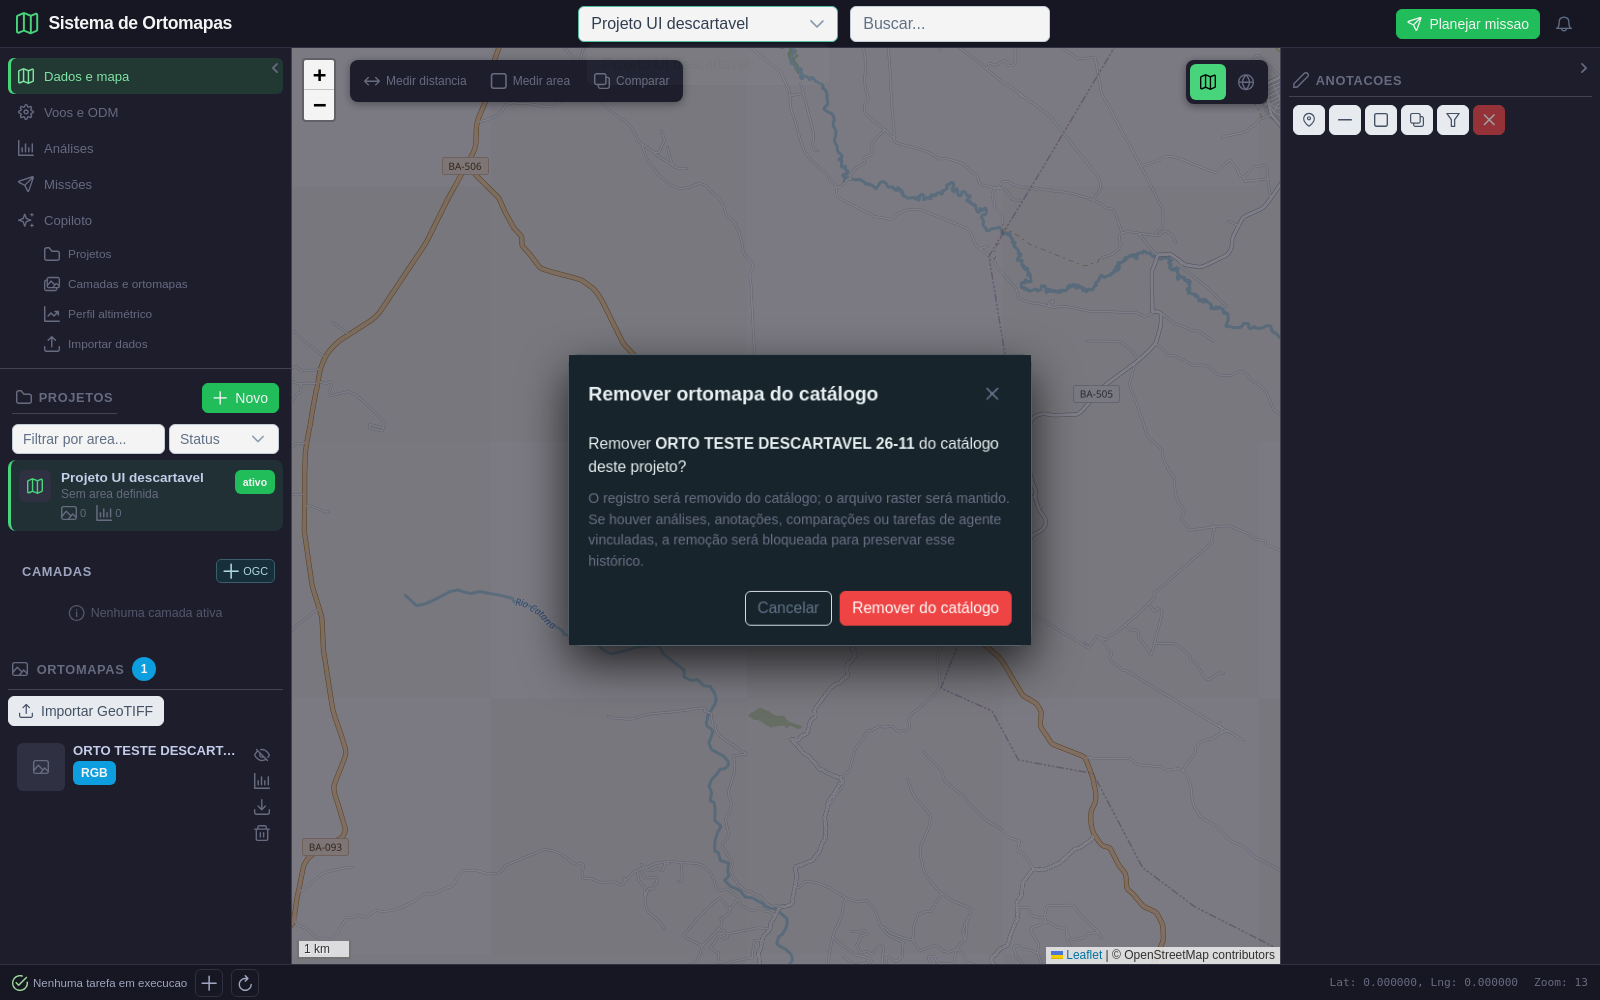 Sistema de Ortomapas
Projeto UI descartavel
Buscar...
Planejar missao
Dados e mapa
Voos e ODM
Análises
Missões
Copiloto
Projetos
Camadas e ortomapas
Perfil altimétrico
Importar dados
PROJETOS
Novo
Filtrar por area...
Status
Projeto UI descartavel
ativo
Sem area definida
0
0
CAMADAS
OGC
Nenhuma camada ativa
ORTOMAPAS
1
Importar GeoTIFF
ORTO TESTE DESCART...
RGB
+
−
Medir distancia
Medir area
Comparar
BA-506
BA-505
Rio Catana
BA-093
Remover ortomapa do catálogo
Remover ORTO TESTE DESCARTAVEL 26-11 do catálogo
deste projeto?
O registro será removido do catálogo; o arquivo raster será mantido.
Se houver análises, anotações, comparações ou tarefas de agente
vinculadas, a remoção será bloqueada para preservar esse
histórico.
Cancelar
Remover do catálogo
1 km
Leaflet | © OpenStreetMap contributors
ANOTACOES
Nenhuma tarefa em execucao
Lat: 0.000000, Lng: 0.000000
Zoom: 13